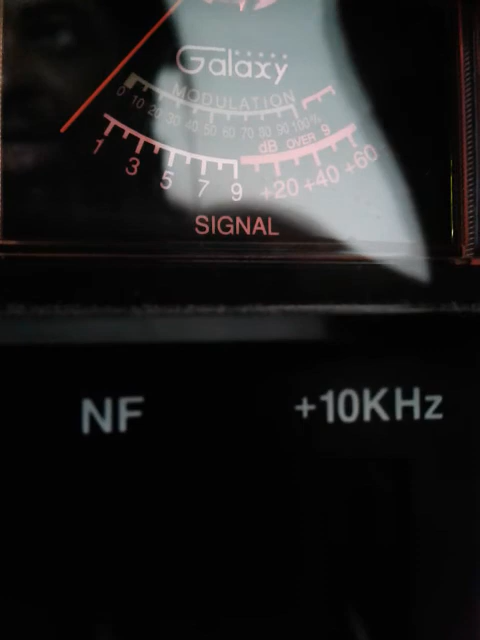 Galaxy
MODULATION
0 10 20 30 40 50 60 70 80 90 100%
dB OVER 9
1 3 5 7 9 +20 +40 +60
SIGNAL
NF +10KHz